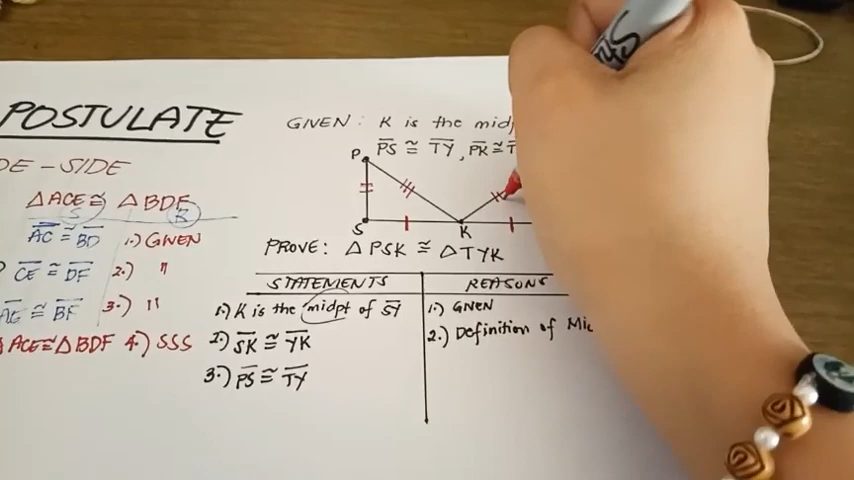 POSTULATE
DE-SIDE
△ACE ≅ △BDF
S
R
AC ≅ BD 1.) GIVEN
CE ≅ DF 2.) "
AE ≅ BF 3.) "
△ACE ≅ △BDF 4.) SSS
GIVEN: K is the mid
PS ≅ TY, PK ≅ T
P
S
K
PROVE: △PSK ≅ △TYK
STATEMENTS REASONS
1.) K is the midpt of SY 1.) GIVEN
2.) SK ≅ YK 2.) Definition of Mi
3.) PS ≅ TY